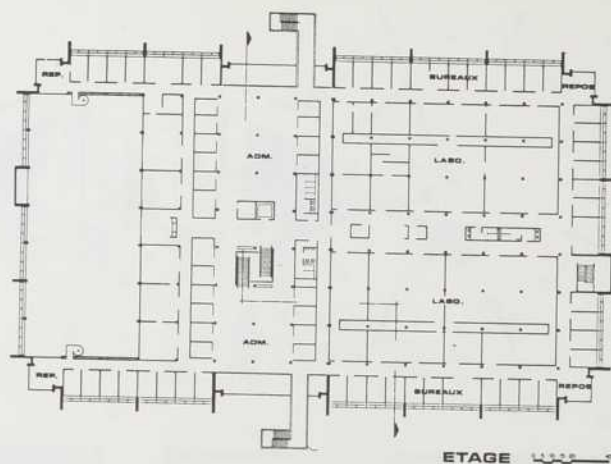 REP.
BUREAUX
REPOS
ADM.
LABO.
LABO.
ADM.
REP.
BUREAUX
REPOS
ETAGE